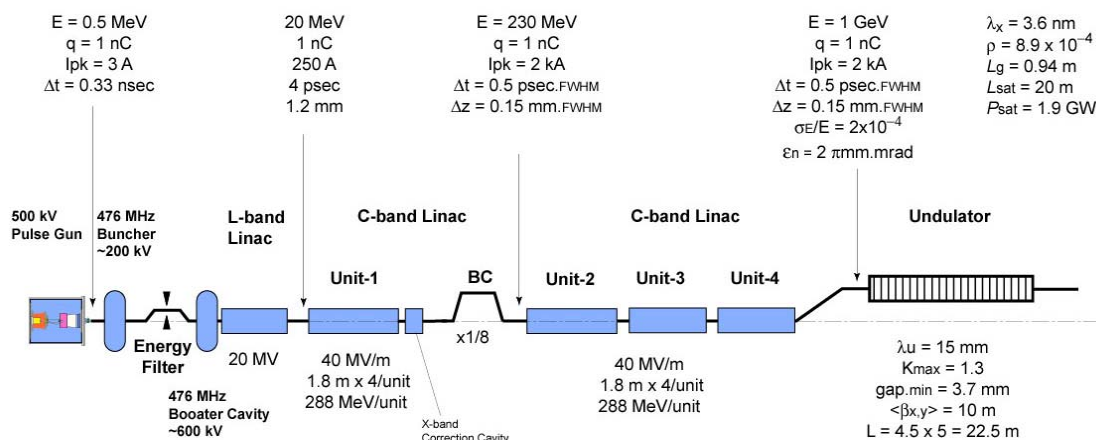 E = 0.5 MeV
q = 1 nC
Ipk = 3 A
Δt = 0.33 nsec
20 MeV
1 nC
250 A
4 psec
1.2 mm
E = 230 MeV
q = 1 nC
Ipk = 2 kA
Δt = 0.5 psec.FWHM
Δz = 0.15 mm.FWHM
E = 1 GeV
q = 1 nC
Ipk = 2 kA
Δt = 0.5 psec.FWHM
Δz = 0.15 mm.FWHM
σE/E = 2x10⁻⁴
εn = 2 πmm.mrad
λx = 3.6 nm
ρ = 8.9 x 10⁻⁴
Lg = 0.94 m
Lsat = 20 m
Psat = 1.9 GW
500 kV
Pulse Gun
476 MHz
Buncher
~200 kV
L-band
Linac
C-band Linac
C-band Linac
Undulator
Unit-1
BC
Unit-2
Unit-3
Unit-4
Energy
Filter
20 MV
x1/8
40 MV/m
1.8 m x 4/unit
288 MeV/unit
40 MV/m
1.8 m x 4/unit
288 MeV/unit
476 MHz
Booater Cavity
~600 kV
X-band
Correction Cavity
λu = 15 mm
Kmax = 1.3
gap.min = 3.7 mm
<βx,y> = 10 m
L = 4.5 x 5 = 22.5 m